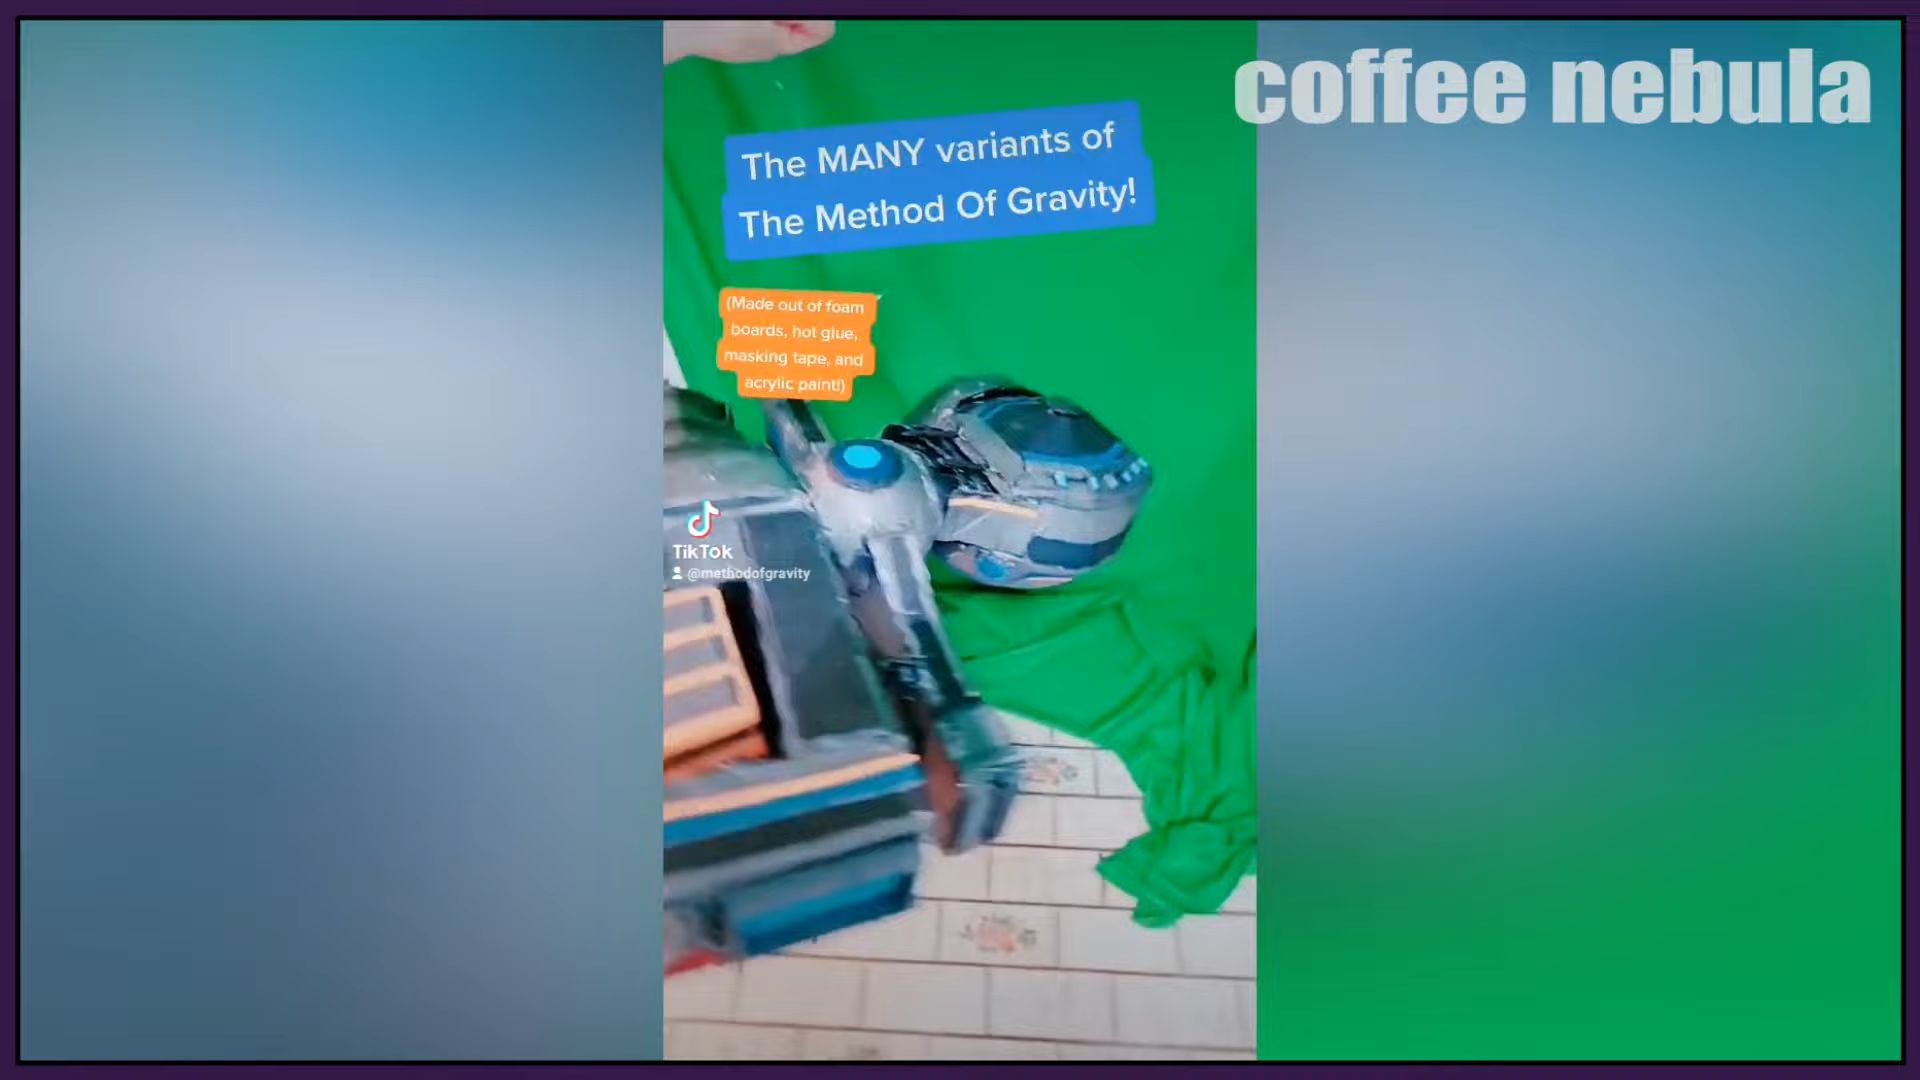 coffee nebula
The MANY variants of
The Method Of Gravity!
(Made out of foam
boards, hot glue,
masking tape, and
acrylic paint!)
TikTok
@methodofgravity